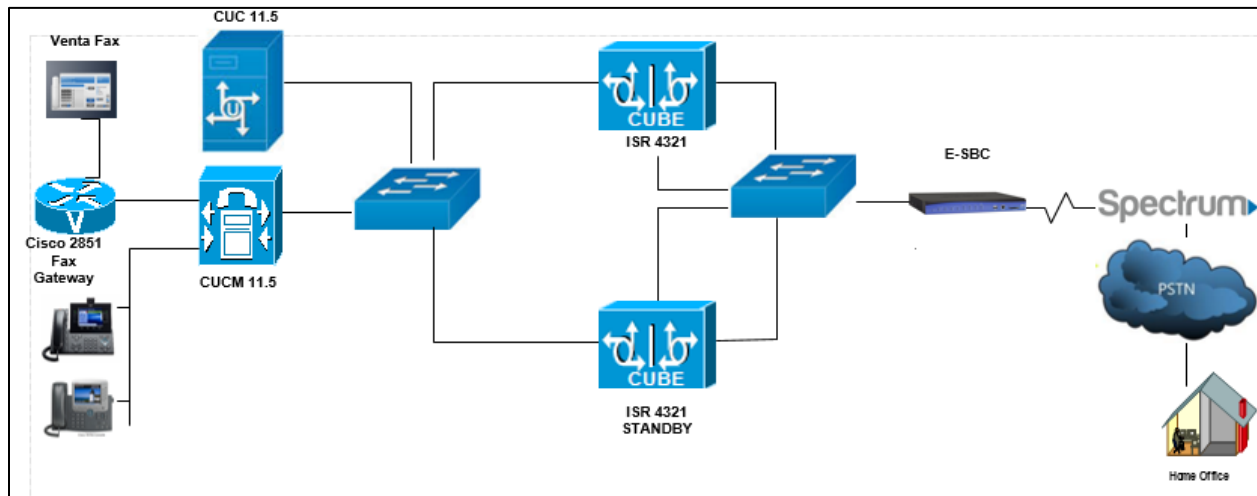 CUC 11.5
Venta Fax
CUBE
ISR 4321
E-SBC
Spectrum
Cisco 2851
Fax
Gateway
V
U
CUCM 11.5
PSTN
CUBE
ISR 4321
STANDBY
Home Office